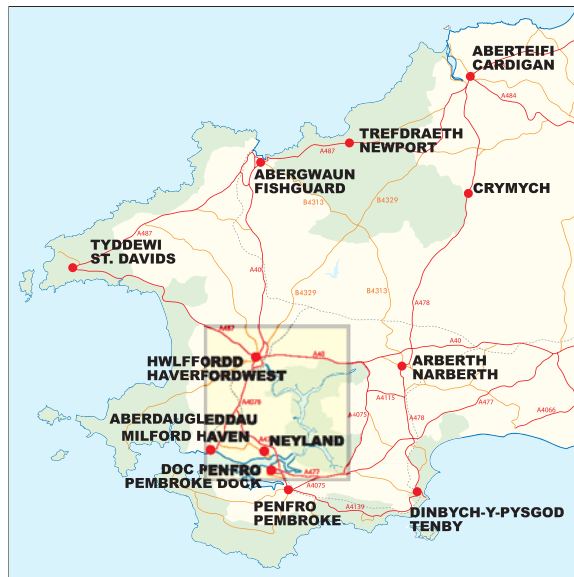 ABERTEIFI
CARDIGAN
A484
TREFDRAETH
NEWPORT
A487
ABERGWAUN
FISHGUARD
B4313
B4329
CRYMYCH
TYDDEWI
ST. DAVIDS
A487
A40
B4329
B4313
A478
A487
A40
HWLFFORDD
HAVERFORDWEST
A40
ARBERTH
NARBERTH
A4076
A4115
A477
A4066
ABERDAUGLEDDAU
MILFORD HAVEN
A4075
A478
NEYLAND
DOC PENFRO
PEMBROKE DOCK
A477
A4075
PENFRO
PEMBROKE
A4139
DINBYCH-Y-PYSGOD
TENBY